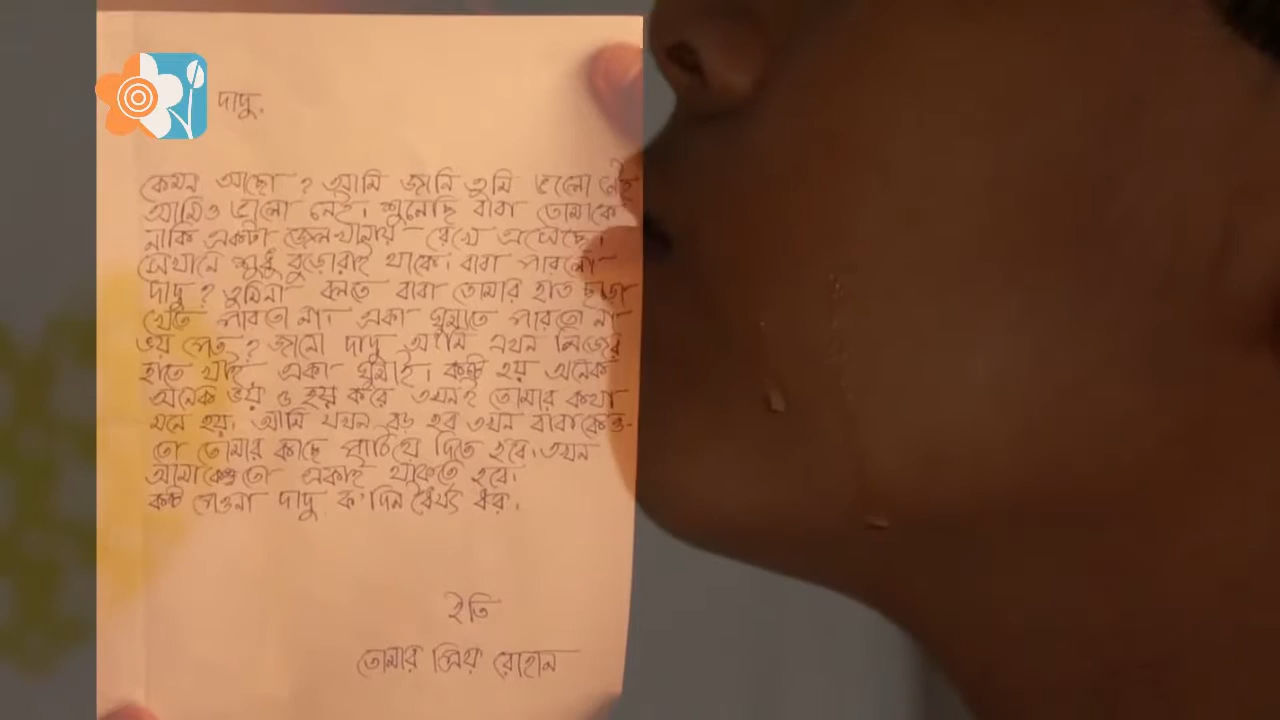 দাদু,
কেমন আছো ? আমি জানি তুমি ভালো নেই
আমিও ভালো নেই। শুনেছি বাবা তোমাকে
নাকি একটা জেলখানায় রেখে এসেছে।
সেখানে শুধু বুড়োরাই থাকে। বাবা পারলো
দাদু ? তুমিনা বলতে বাবা তোমার হাত ছাড়া
খেতে পারতো না। একা ঘুমাতে পারতো না
ভয় পেত ? জানো দাদু আমি এখন নিজের
হাতে খাই একা ঘুমাই। কষ্ট হয় অনেক
অনেক ভয় ও হয় করে তখনই তোমার কথা
মনে হয়। আমি যখন বড় হব তখন বাবাকেও-
তো তোমার কাছে পাঠিয়ে দিতে হবে। তখন
আমাকেওতো একাই থাকতে হবে।
কষ্ট পেওনা দাদু ক'দিন ধৈর্য্য ধর।
ইতি
তোমার প্রিয় রোহান